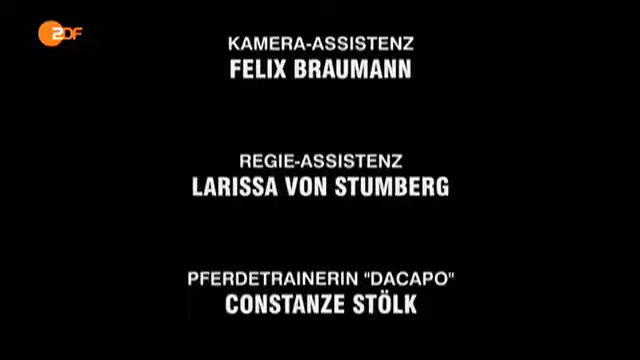 ZDF
KAMERA-ASSISTENZ
FELIX BRAUMANN
REGIE-ASSISTENZ
LARISSA VON STUMBERG
PFERDETRAINERIN "DACAPO"
CONSTANZE STÖLK